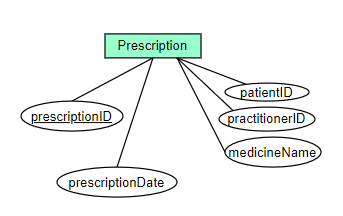 Prescription
patientID
prescriptionID
practitionerID
medicineName
prescriptionDate